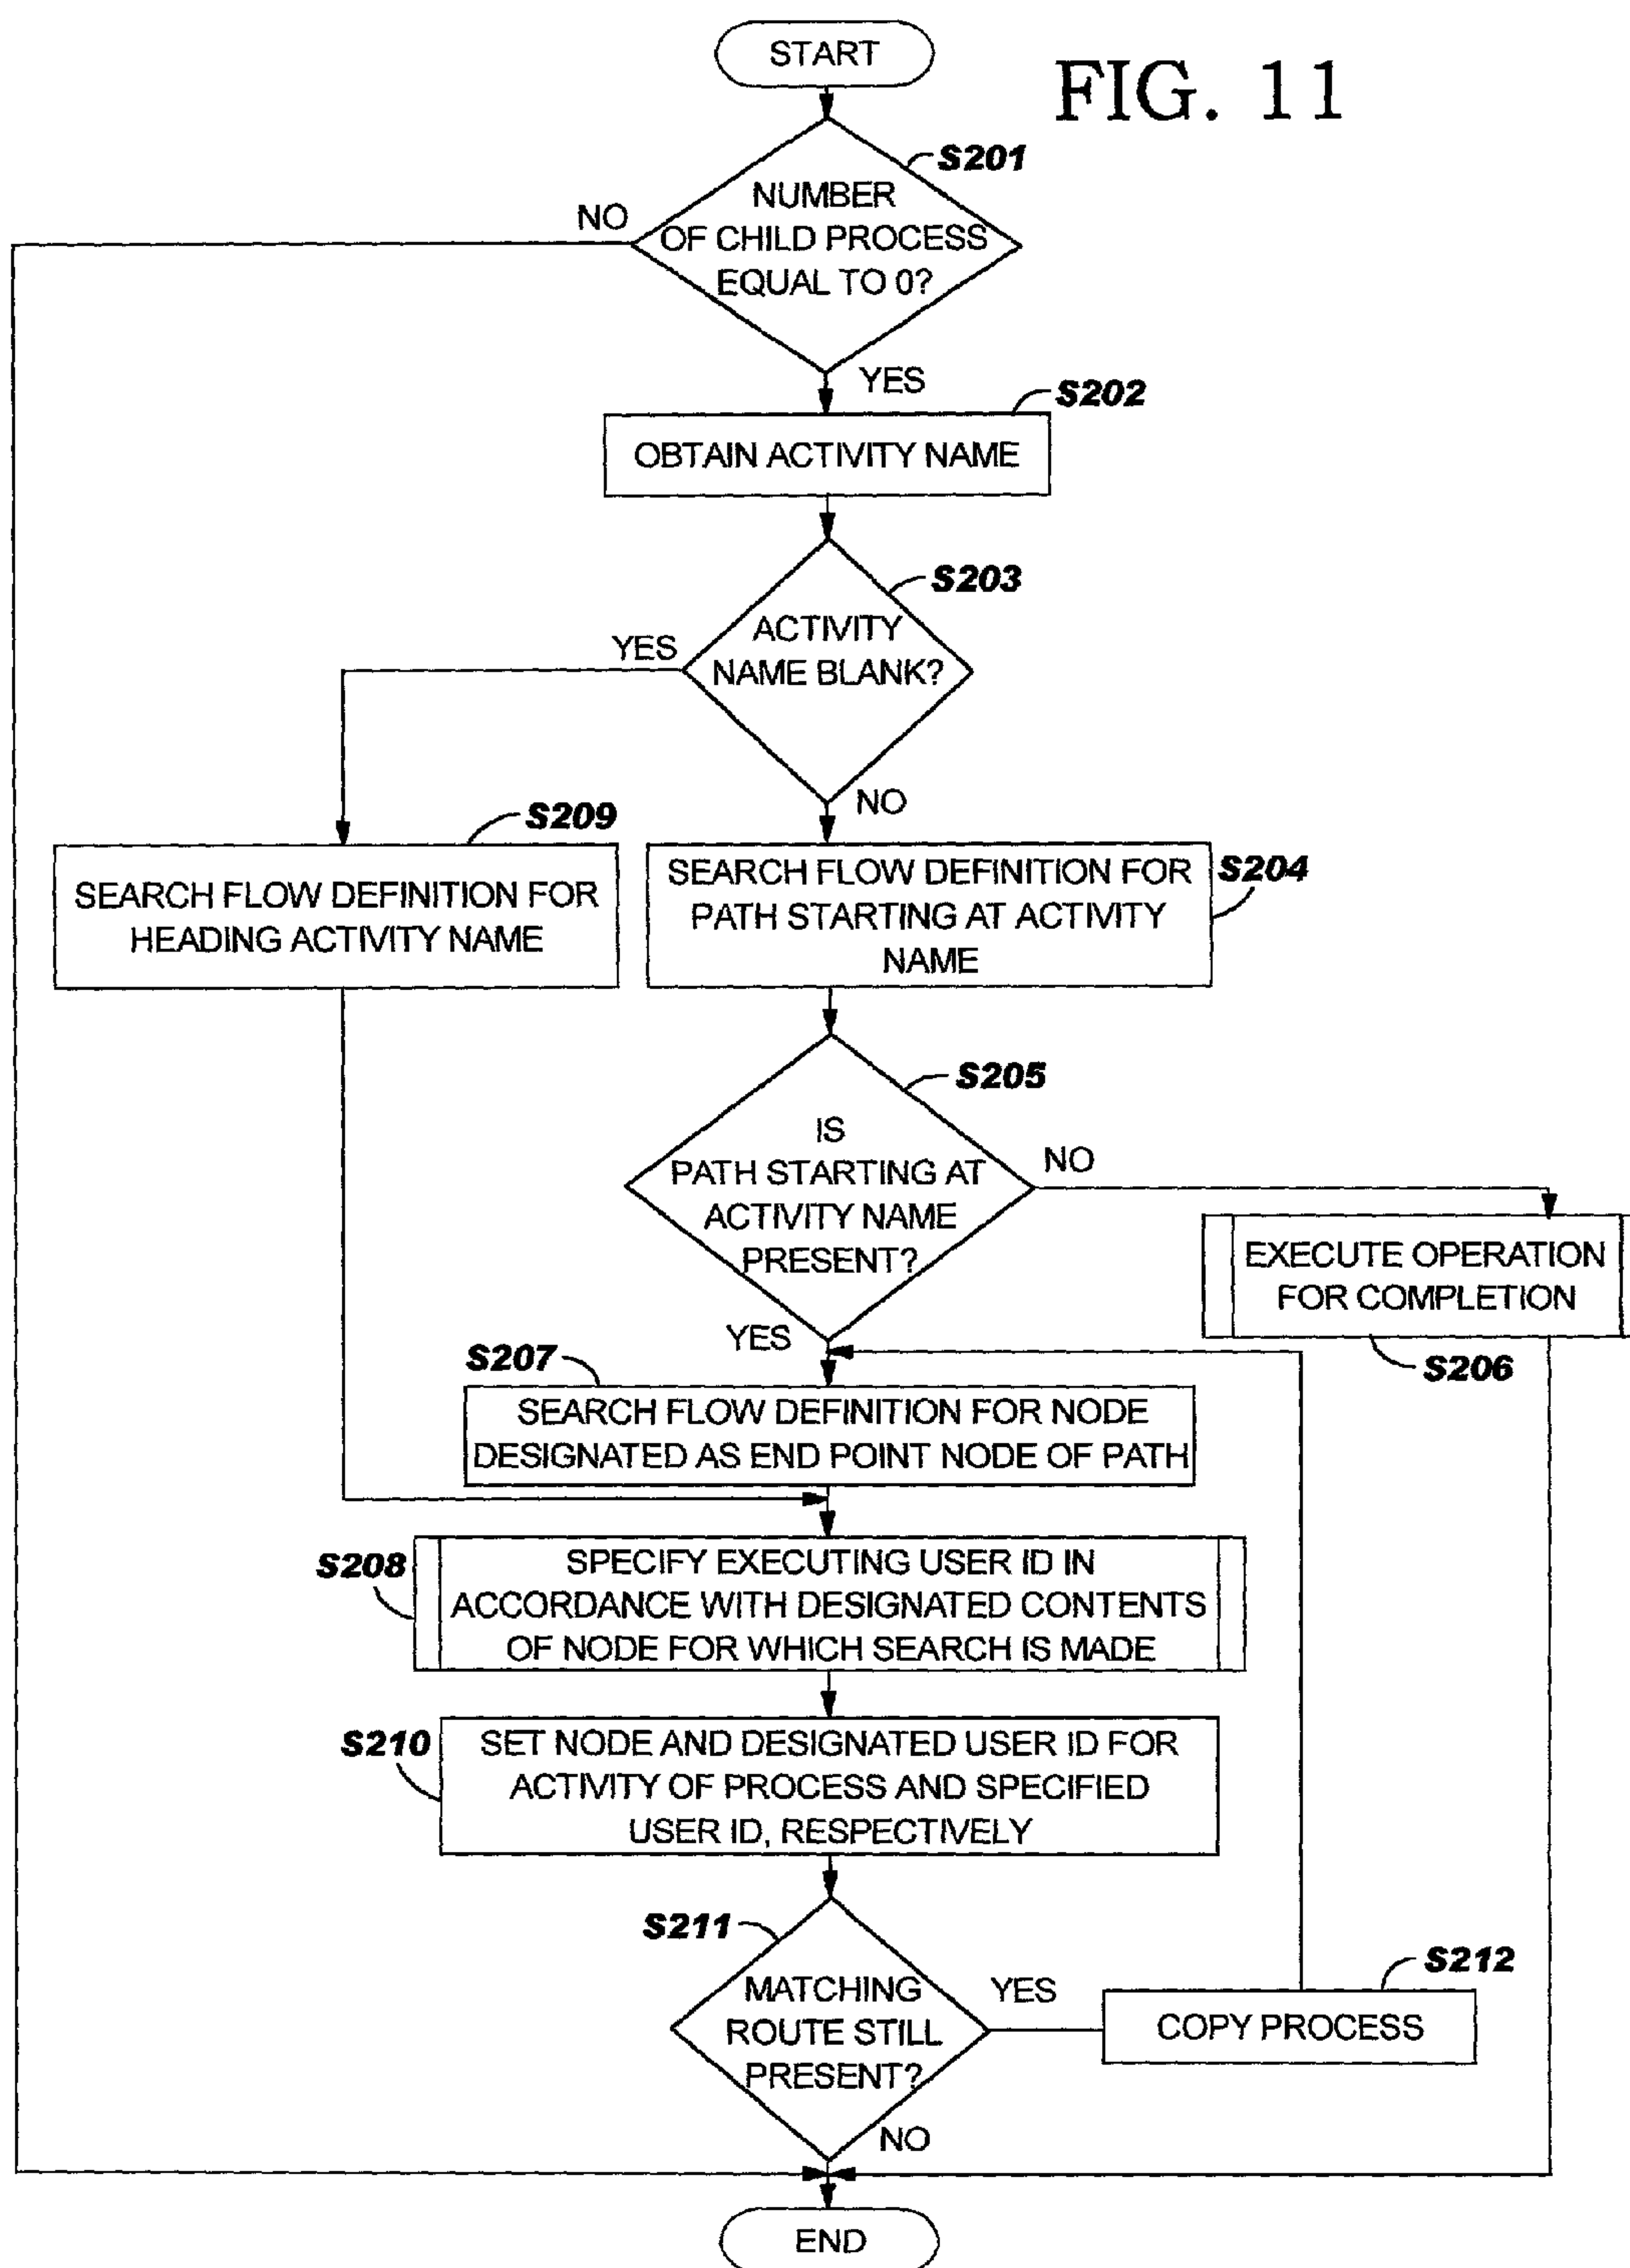 START
FIG. 11
S201
NUMBER
OF CHILD PROCESS
EQUAL TO 0?
NO
YES
S202
OBTAIN ACTIVITY NAME
S203
ACTIVITY
NAME BLANK?
YES
NO
S209
SEARCH FLOW DEFINITION FOR
HEADING ACTIVITY NAME
SEARCH FLOW DEFINITION FOR
PATH STARTING AT ACTIVITY
NAME
S204
S205
IS
PATH STARTING AT
ACTIVITY NAME
PRESENT?
NO
EXECUTE OPERATION
FOR COMPLETION
S206
YES
S207
SEARCH FLOW DEFINITION FOR NODE
DESIGNATED AS END POINT NODE OF PATH
S208
SPECIFY EXECUTING USER ID IN
ACCORDANCE WITH DESIGNATED CONTENTS
OF NODE FOR WHICH SEARCH IS MADE
S210
SET NODE AND DESIGNATED USER ID FOR
ACTIVITY OF PROCESS AND SPECIFIED
USER ID, RESPECTIVELY
S211
MATCHING
ROUTE STILL
PRESENT?
YES
S212
COPY PROCESS
NO
END